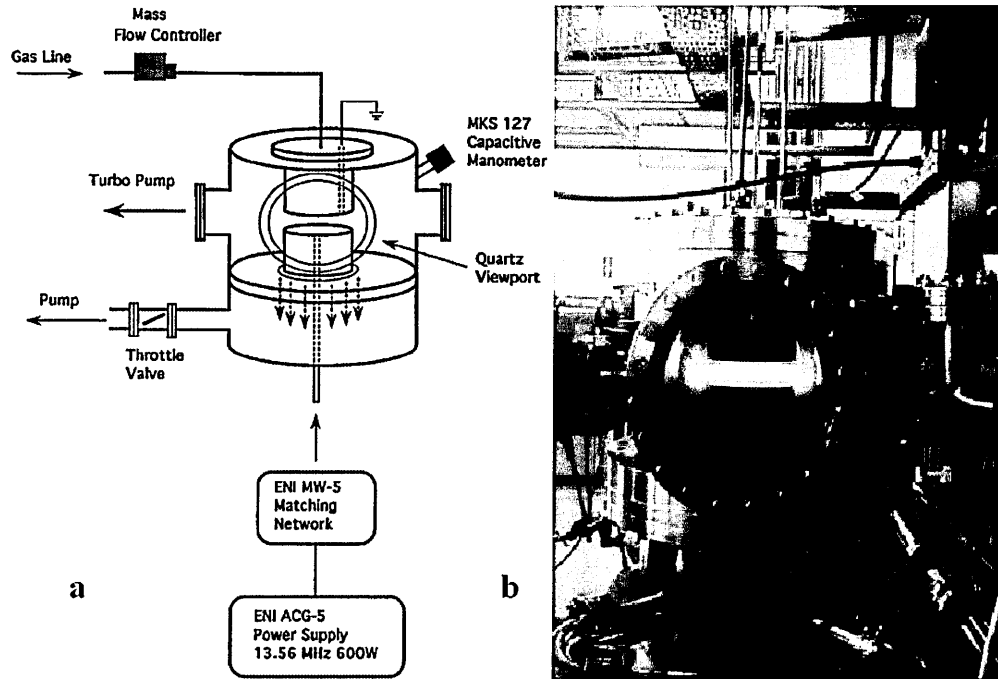 Mass
Flow Controller
Gas Line
MKS 127
Capacitive
Manometer
Turbo Pump
Quartz
Viewport
Pump
Throttle
Valve
ENI MW-5
Matching
Network
a
b
ENI ACG-5
Power Supply
13.56 MHz 600W